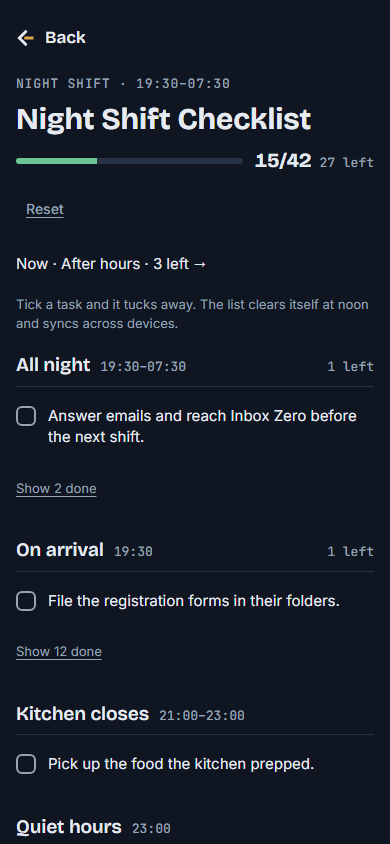 ← Back
NIGHT SHIFT · 19:30–07:30
Night Shift Checklist
15/42 27 left
Reset
Now · After hours · 3 left →
Tick a task and it tucks away. The list clears itself at noon
and syncs across devices.
All night 19:30–07:30 1 left
Answer emails and reach Inbox Zero before
the next shift.
Show 2 done
On arrival 19:30 1 left
File the registration forms in their folders.
Show 12 done
Kitchen closes 21:00–23:00
Pick up the food the kitchen prepped.
Quiet hours 23:00